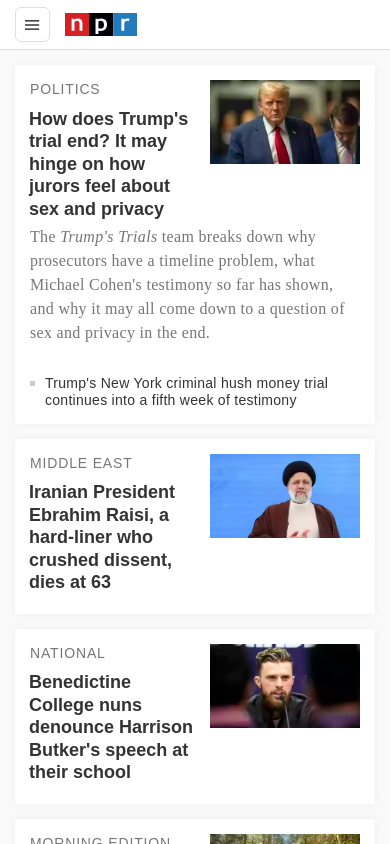 npr
POLITICS
How does Trump's
trial end? It may
hinge on how
jurors feel about
sex and privacy
The Trump's Trials team breaks down why
prosecutors have a timeline problem, what
Michael Cohen's testimony so far has shown,
and why it may all come down to a question of
sex and privacy in the end.
Trump's New York criminal hush money trial
continues into a fifth week of testimony
MIDDLE EAST
Iranian President
Ebrahim Raisi, a
hard-liner who
crushed dissent,
dies at 63
NATIONAL
Benedictine
College nuns
denounce Harrison
Butker's speech at
their school
MORNING EDITION